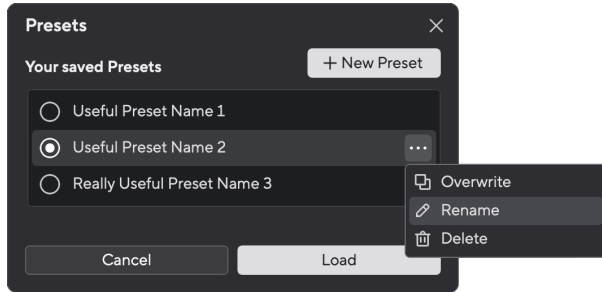 Presets
Your saved Presets
+ New Preset
Useful Preset Name 1
Useful Preset Name 2
Really Useful Preset Name 3
Overwrite
Rename
Delete
Cancel
Load